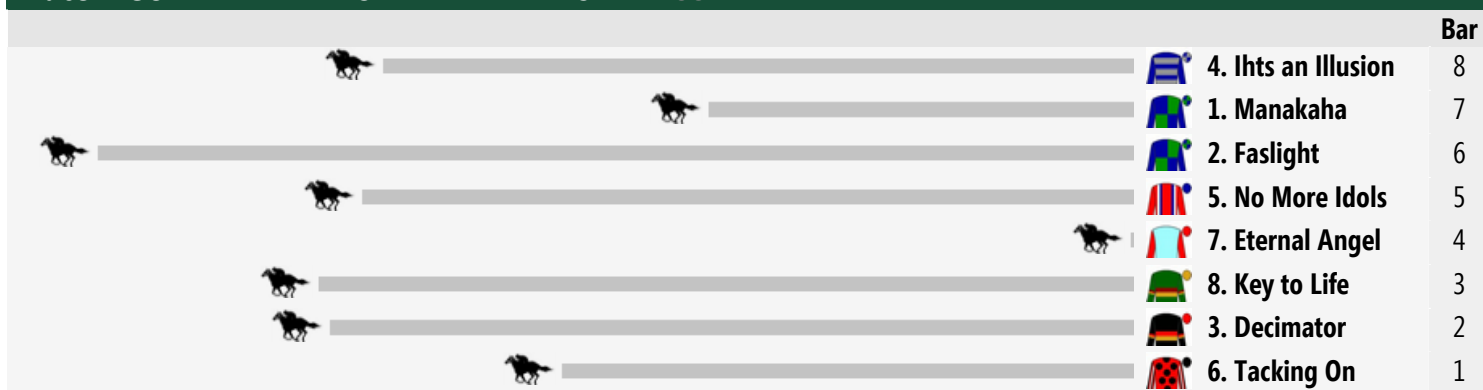 Bar
4. Ihts an Illusion 8
1. Manakaha 7
2. Faslight 6
5. No More Idols 5
7. Eternal Angel 4
8. Key to Life 3
3. Decimator 2
6. Tacking On 1